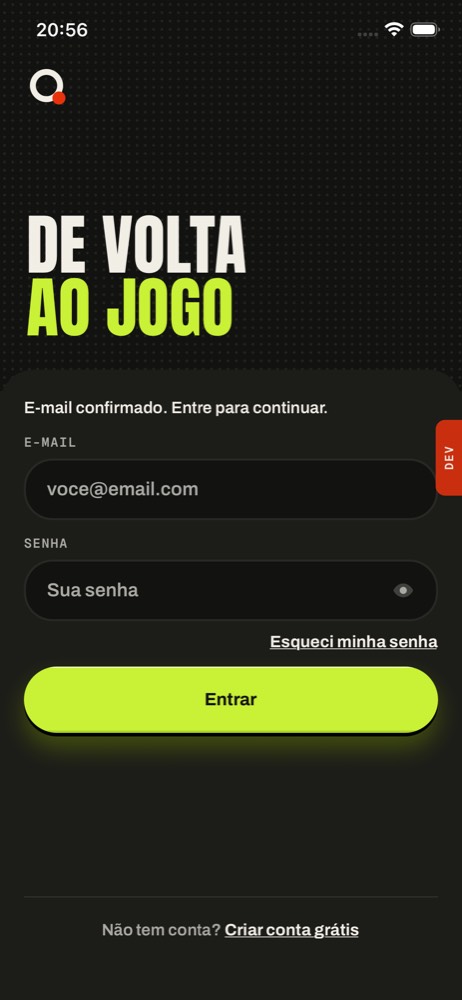 20:56
DE VOLTA
AO JOGO
E-mail confirmado. Entre para continuar.
E-MAIL
voce@email.com
DEV
SENHA
Sua senha
Esqueci minha senha
Entrar
Não tem conta? Criar conta grátis